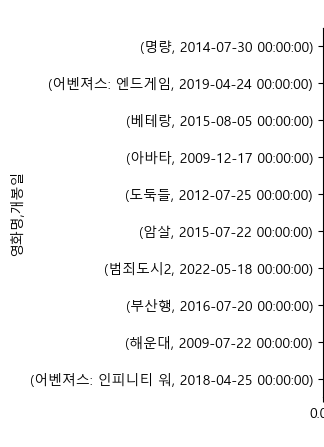 (명량, 2014-07-30 00:00:00)
(어벤져스: 엔드게임, 2019-04-24 00:00:00)
(베테랑, 2015-08-05 00:00:00)
(아바타, 2009-12-17 00:00:00)
(도둑들, 2012-07-25 00:00:00)
(암살, 2015-07-22 00:00:00)
(범죄도시2, 2022-05-18 00:00:00)
(부산행, 2016-07-20 00:00:00)
(해운대, 2009-07-22 00:00:00)
(어벤져스: 인피니티 워, 2018-04-25 00:00:00)
영화명,개봉일